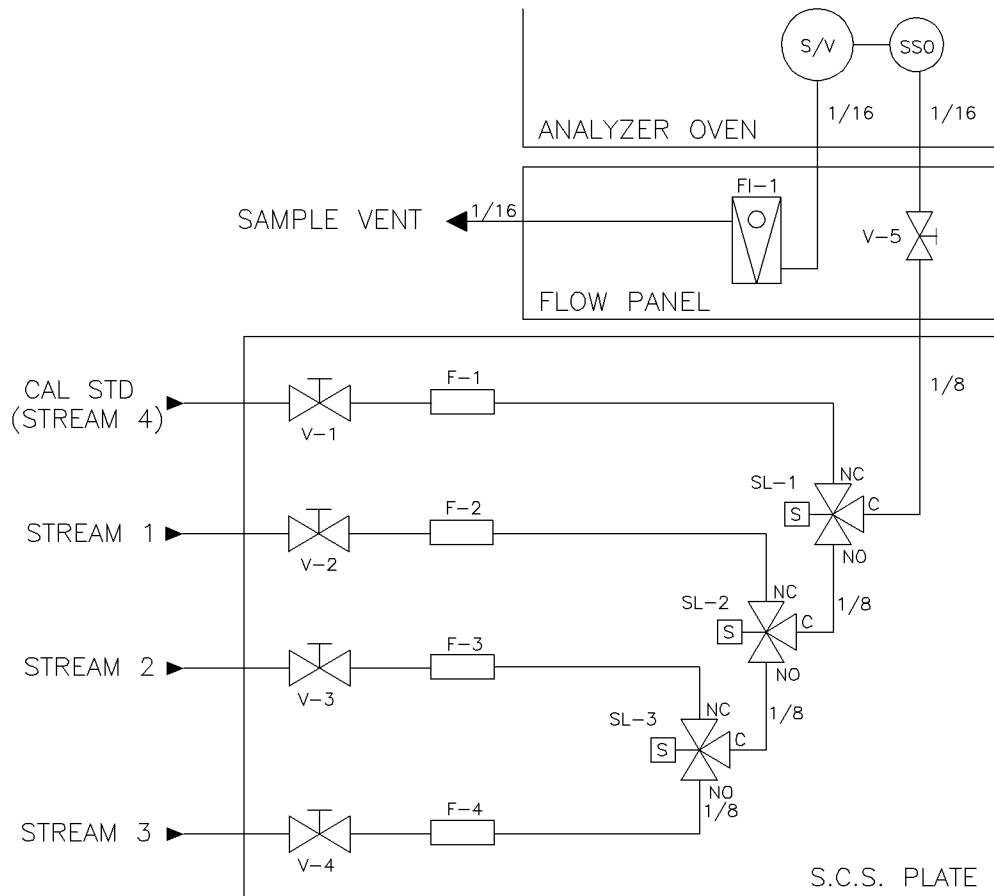 S/V
SSO
1/16
1/16
ANALYZER OVEN
FI-1
SAMPLE VENT
1/16
V-5
FLOW PANEL
CAL STD
(STREAM 4)
F-1
1/8
V-1
NC
SL-1
S
C
STREAM 1
F-2
V-2
NO
NC
1/8
SL-2
S
C
STREAM 2
F-3
V-3
NO
NC
1/8
SL-3
S
C
NO
1/8
STREAM 3
F-4
V-4
S.C.S. PLATE